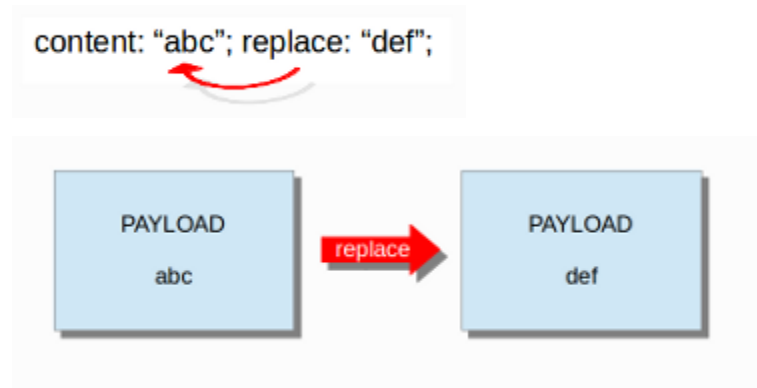 content: “abc”; replace: “def”;
PAYLOAD
abc
replace
PAYLOAD
def